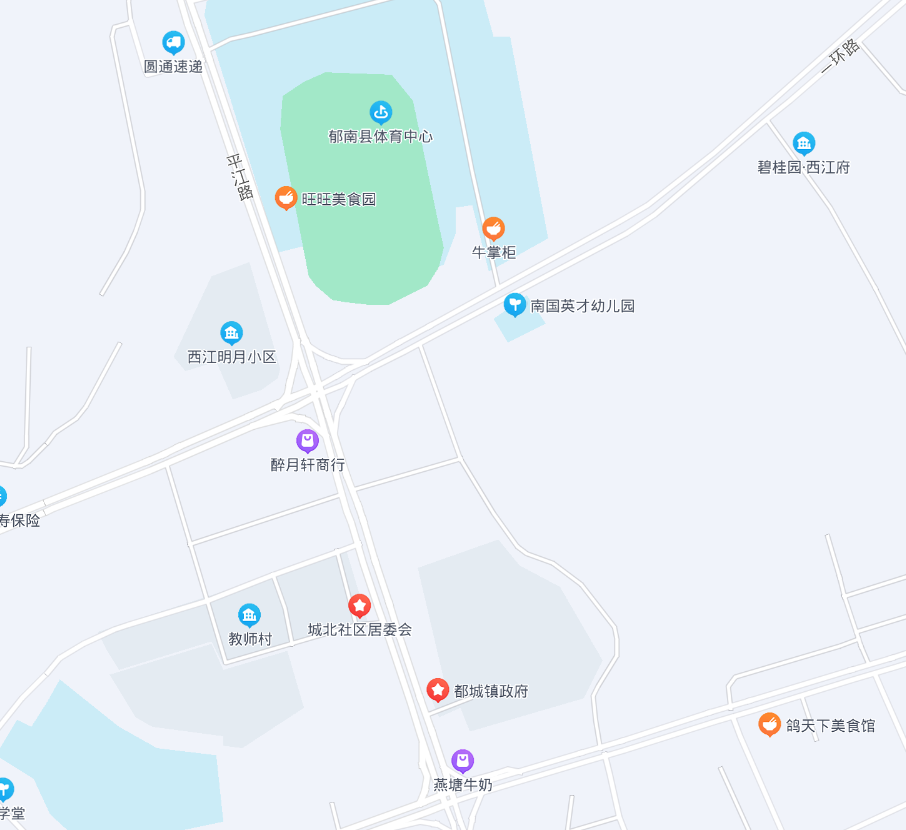 圆通速递
一环路
郁南县体育中心
碧桂园·西江府
平江路
旺旺美食园
牛掌柜
南国英才幼儿园
西江明月小区
醉月轩商行
寿保险
城北社区居委会
教师村
都城镇政府
鸽天下美食馆
燕塘牛奶
学堂